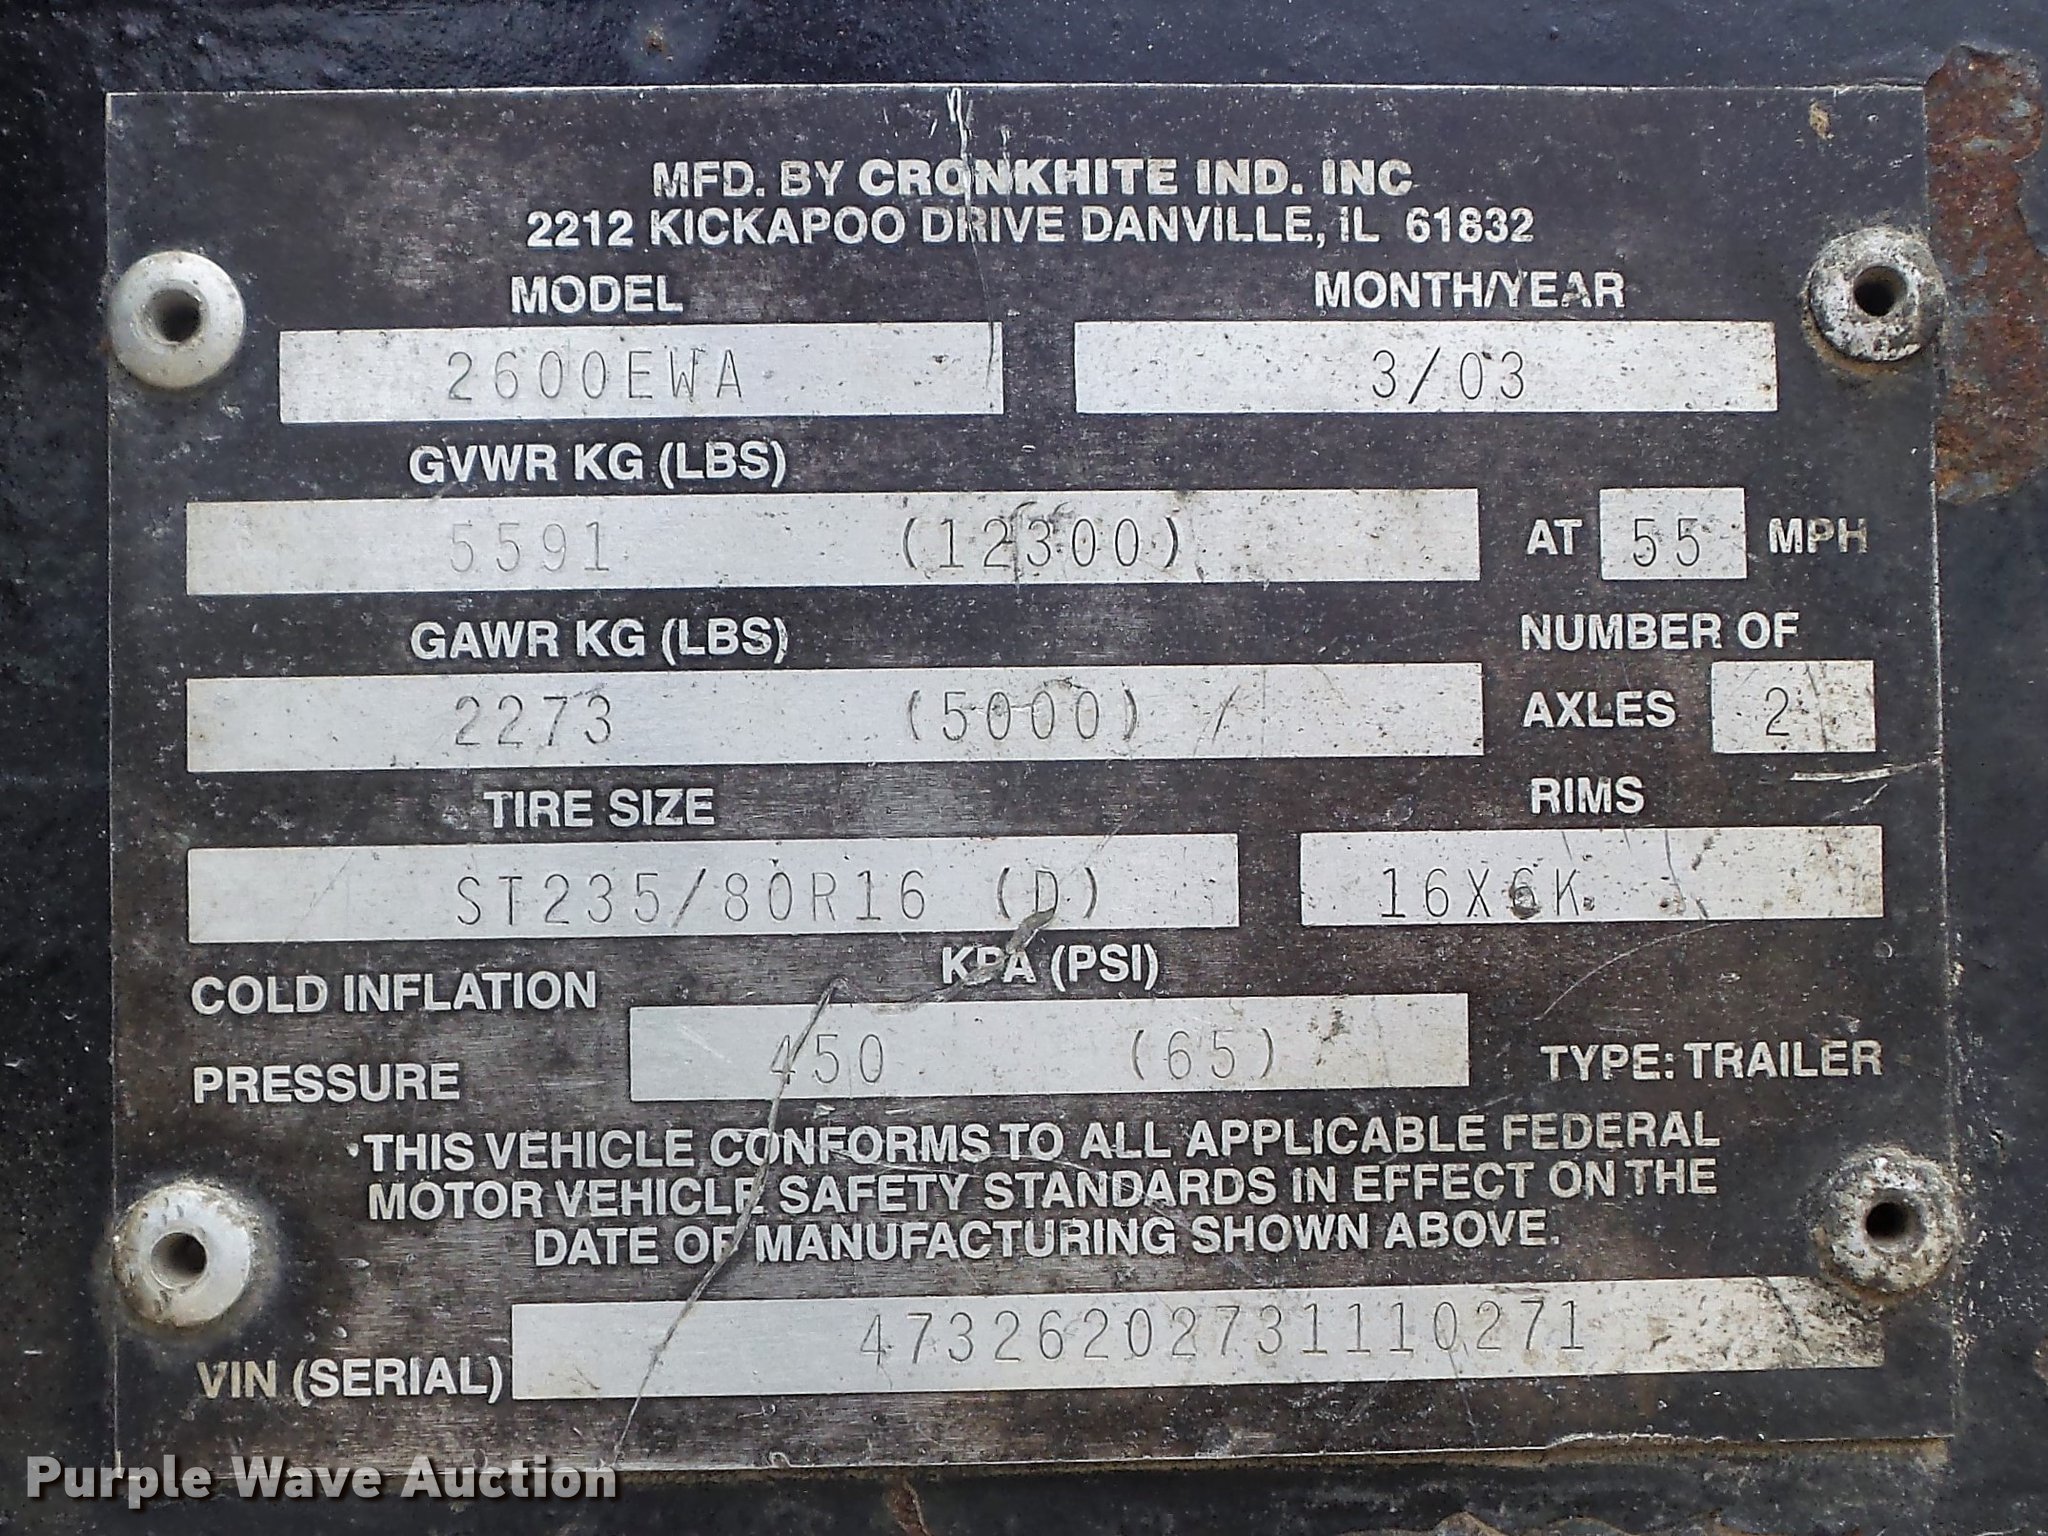 MFD. BY CRONKHITE IND. INC
2212 KICKAPOO DRIVE DANVILLE, IL 61832
MODEL MONTH/YEAR
2600EWA 3/03
GVWR KG (LBS)
5591 (12300) AT 55 MPH
GAWR KG (LBS) NUMBER OF
2273 (5000) / AXLES 2
TIRE SIZE RIMS
ST235/80R16 (D) 16X6K
COLD INFLATION KPA (PSI)
PRESSURE 450 (65) TYPE: TRAILER
THIS VEHICLE CONFORMS TO ALL APPLICABLE FEDERAL
MOTOR VEHICLE SAFETY STANDARDS IN EFFECT ON THE
DATE OF MANUFACTURING SHOWN ABOVE.
VIN (SERIAL) 47326202731110271
Purple Wave Auction